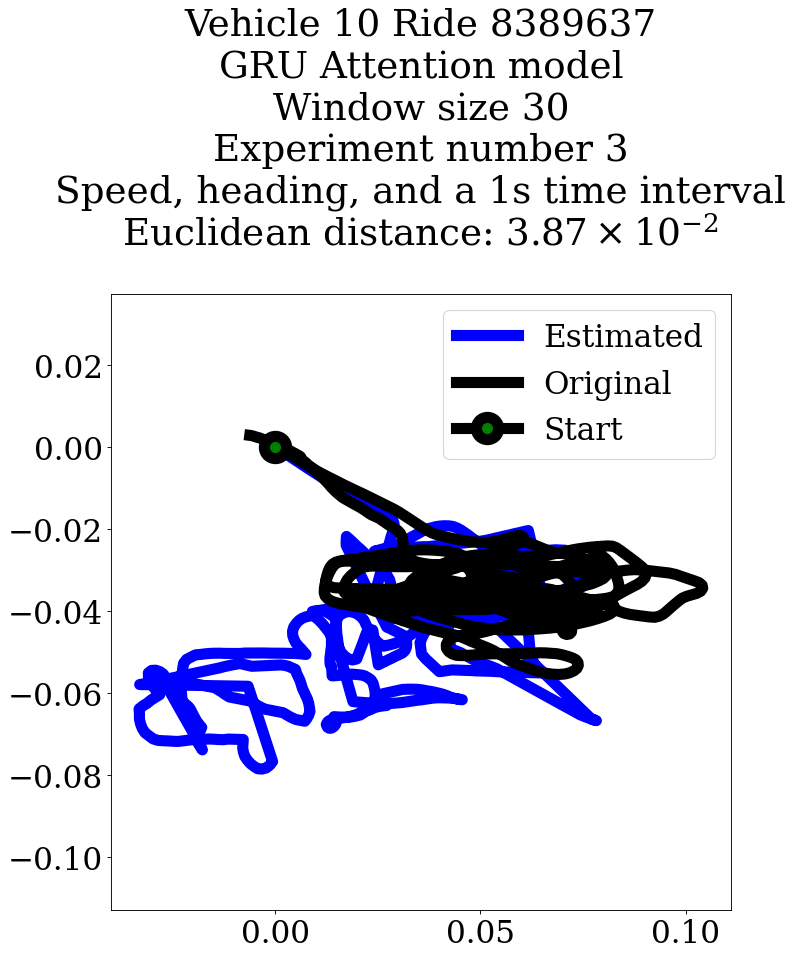 Vehicle 10 Ride 8389637
GRU Attention model
Window size 30
Experiment number 3
Speed, heading, and a 1s time interval
Euclidean distance: 3.87 × 10⁻²
Estimated
Original
Start
0.02
0.00
−0.02
−0.04
−0.06
−0.08
−0.10
0.00 0.05 0.10